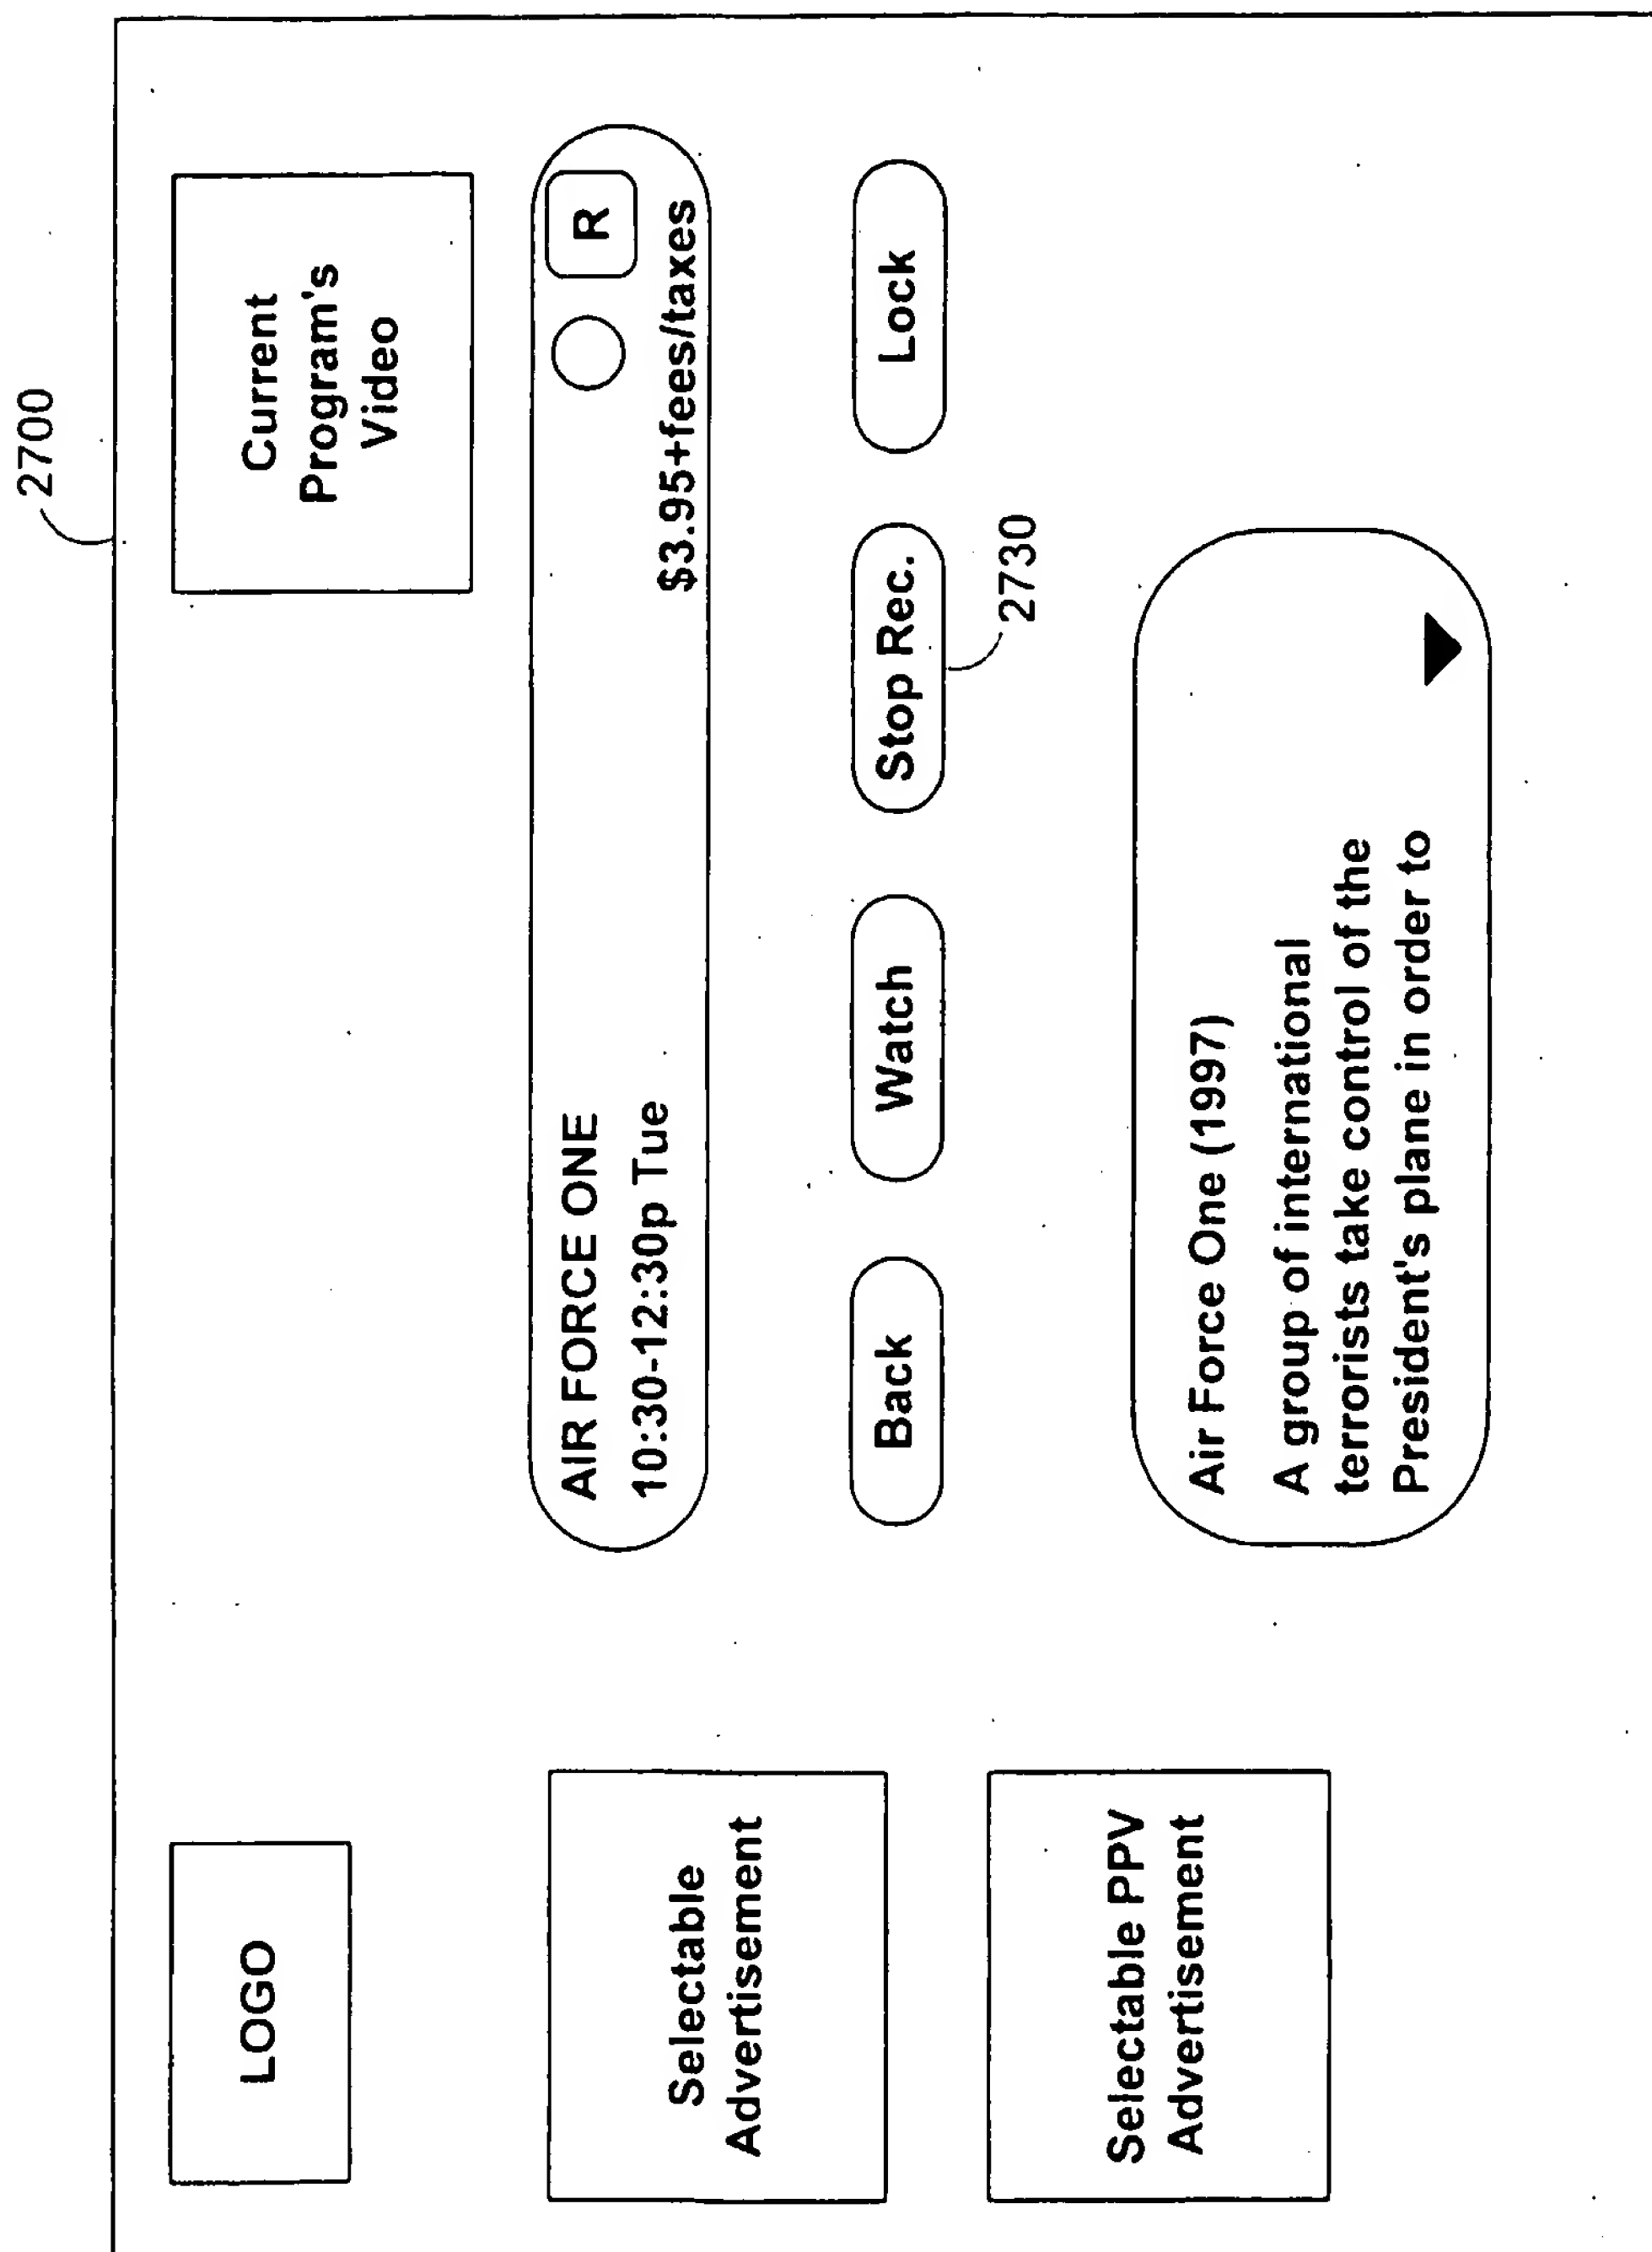 2700
LOGO
Current
Program's
Video
Selectable
Advertisement
AIR FORCE ONE
R
10:30-12:30p Tue
$3.95+fees/taxes
Back
Watch
Stop Rec.
Lock
2730
Selectable PPV
Advertisement
Air Force One (1997)
A group of international
terrorists take control of the
President's plane in order to